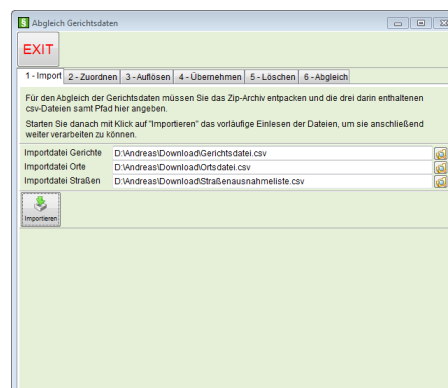 Abgleich Gerichtsdaten
EXIT
1 - Import 2 - Zuordnen 3 - Auflösen 4 - Übernehmen 5 - Löschen 6 - Abgleich
Für den Abgleich der Gerichtsdaten müssen Sie das Zip-Archiv entpacken und die drei darin enthaltenen
csv-Dateien samt Pfad hier angeben.
Starten Sie danach mit Klick auf "Importieren" das vorläufige Einlesen der Dateien, um sie anschließend
weiter verarbeiten zu können.
Importdatei Gerichte D:\Andreas\Download\Gerichtsdatei.csv
Importdatei Orte D:\Andreas\Download\Ortsdatei.csv
Importdatei Straßen D:\Andreas\Download\Straßenausnahmeliste.csv
Importieren